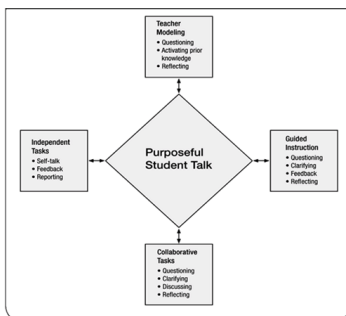 Teacher
Modeling
• Questioning
• Activating prior
knowledge
• Reflecting
Independent
Tasks
• Self-talk
• Feedback
• Reporting
Purposeful
Student Talk
Guided
Instruction
• Questioning
• Clarifying
• Feedback
• Reflecting
Collaborative
Tasks
• Questioning
• Clarifying
• Discussing
• Reflecting